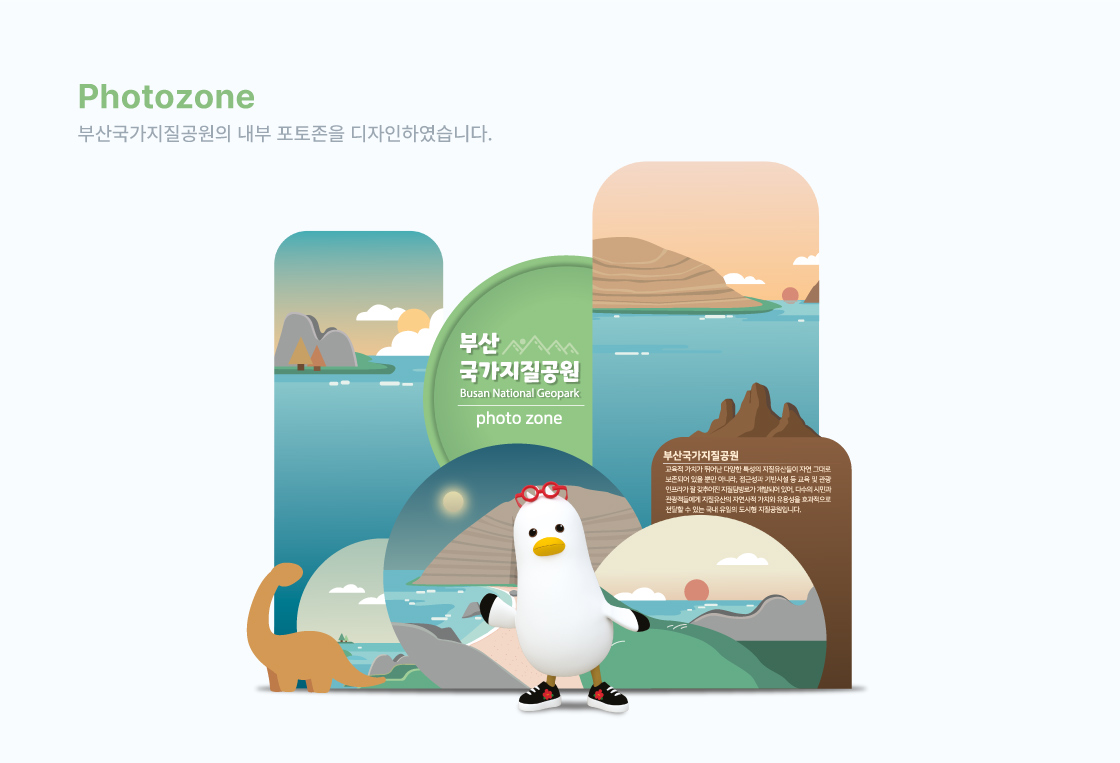 Photozone
부산국가지질공원의 내부 포토존을 디자인하였습니다.
부산
국가지질공원
Busan National Geopark
photo zone
부산국가지질공원
교육적 가치가 뛰어난 다양한 특성의 지질유산들이 자연 그대로
보존되어 있을 뿐만 아니라, 접근성과 기반시설 등 교육 및 관광
인프라가 잘 갖추어진 지질탐방로가 개발되어 있어, 다수의 시민과
관광객들에게 지질유산의 자연사적 가치와 유용성을 효과적으로
전달할 수 있는 국내 유일의 도시형 지질공원입니다.